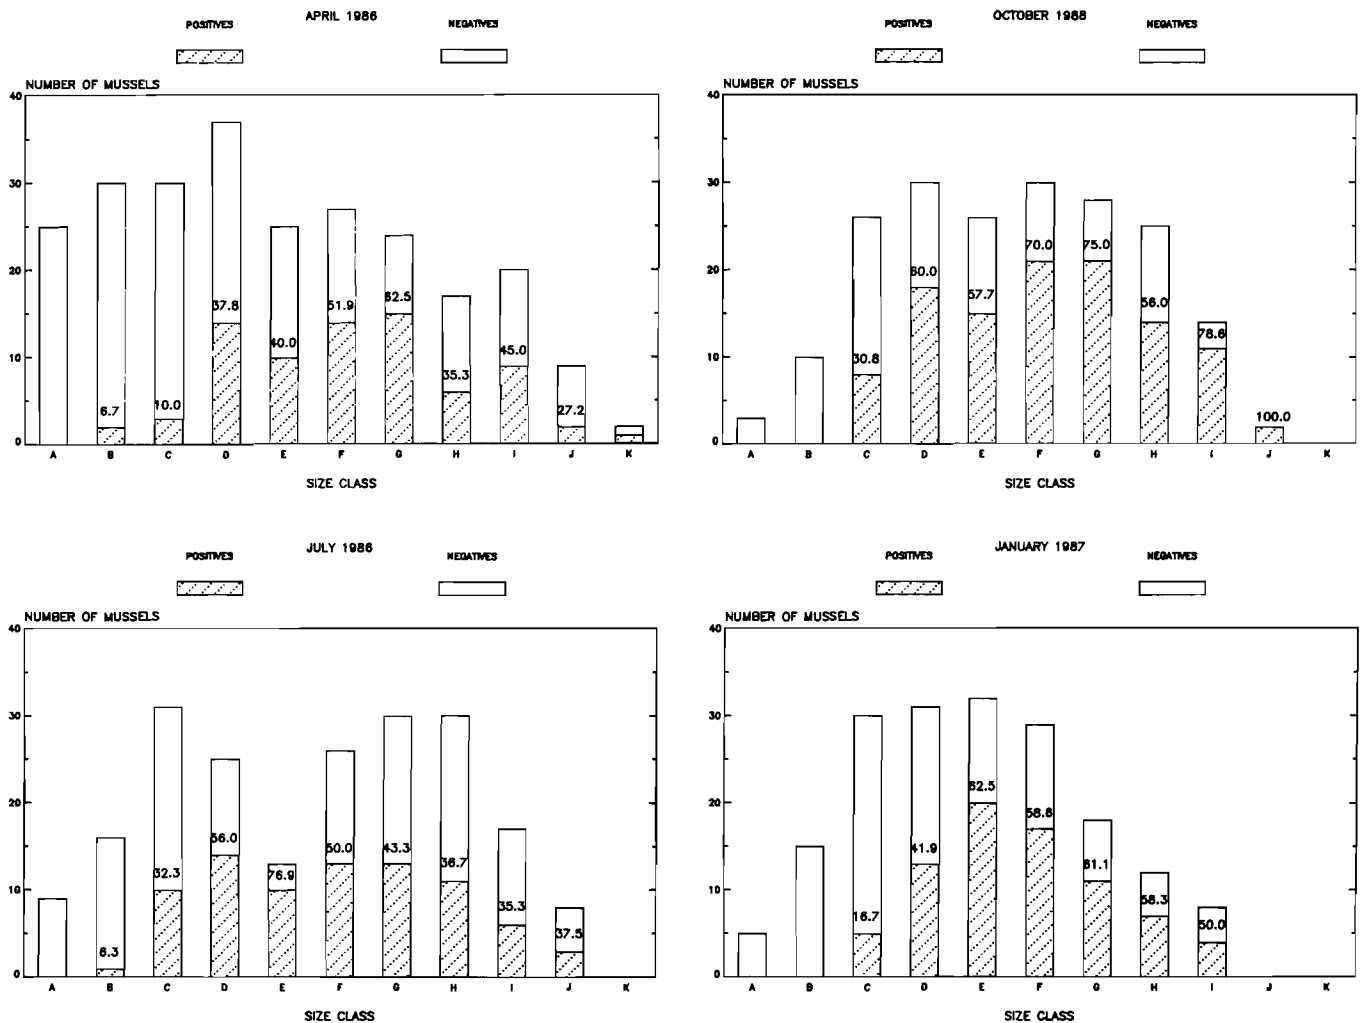 APRIL 1986
POSITIVES NEGATIVES
NUMBER OF MUSSELS
40
30
20
10
0
6.7 10.0 37.8 40.0 51.9 62.5 35.3 45.0 27.2
A B C D E F G H I J K
SIZE CLASS
OCTOBER 1986
POSITIVES NEGATIVES
NUMBER OF MUSSELS
40
30
20
10
0
30.8 60.0 57.7 70.0 75.0 56.0 78.6 100.0
A B C D E F G H I J K
SIZE CLASS
JULY 1986
POSITIVES NEGATIVES
NUMBER OF MUSSELS
40
30
20
10
0
6.3 32.3 56.0 76.9 50.0 43.3 36.7 35.3 37.5
A B C D E F G H I J K
SIZE CLASS
JANUARY 1987
POSITIVES NEGATIVES
NUMBER OF MUSSELS
40
30
20
10
0
16.7 41.9 62.5 58.6 61.1 58.3 50.0
A B C D E F G H I J K
SIZE CLASS